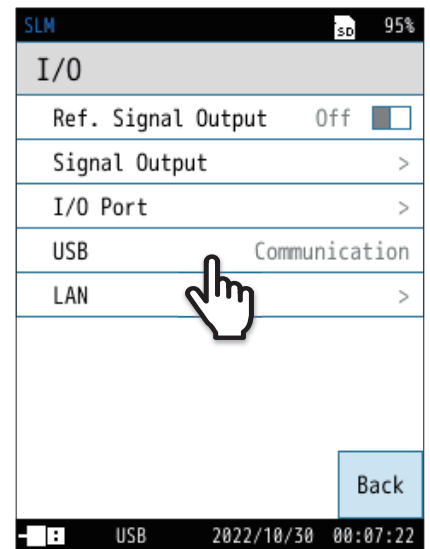 SLM SD 95%
I/O
Ref. Signal Output Off
Signal Output >
I/O Port >
USB Communication
LAN >
Back
USB 2022/10/30 00:07:22